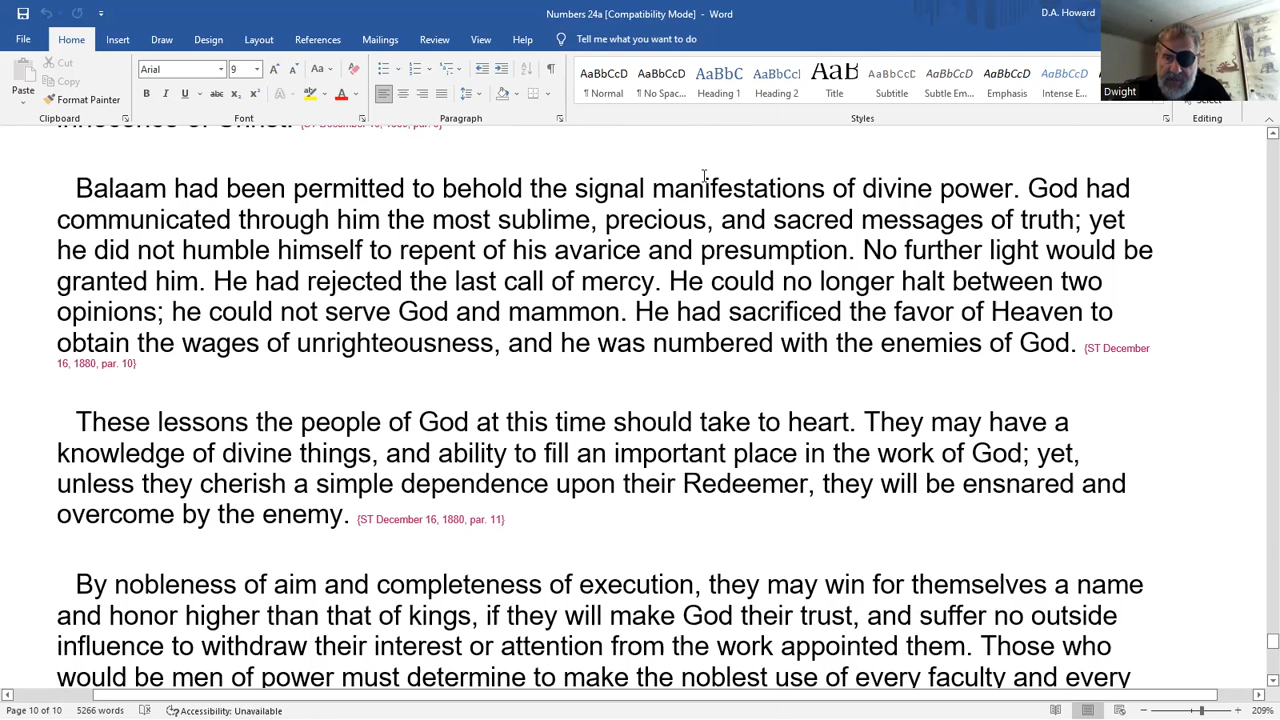 Numbers 24a [Compatibility Mode] - Word
D.A. Howard
File Home Insert Draw Design Layout References Mailings Review View Help Tell me what you want to do
Paste
Cut
Copy
Format Painter
Clipboard
Arial 9
Font
Paragraph
AaBbCcD AaBbCcD AaBbC AaBbCcI AaB AaBbCcD AaBbCcD AaBbCcD AaBbCcD
¶ Normal ¶ No Spac... Heading 1 Heading 2 Title Subtitle Subtle Em... Emphasis Intense E...
Styles
Select
Editing
Dwight
Balaam had been permitted to behold the signal manifestations of divine power. God had
communicated through him the most sublime, precious, and sacred messages of truth; yet
he did not humble himself to repent of his avarice and presumption. No further light would be
granted him. He had rejected the last call of mercy. He could no longer halt between two
opinions; he could not serve God and mammon. He had sacrificed the favor of Heaven to
obtain the wages of unrighteousness, and he was numbered with the enemies of God. {ST December
16, 1880, par. 10}
These lessons the people of God at this time should take to heart. They may have a
knowledge of divine things, and ability to fill an important place in the work of God; yet,
unless they cherish a simple dependence upon their Redeemer, they will be ensnared and
overcome by the enemy. {ST December 16, 1880, par. 11}
By nobleness of aim and completeness of execution, they may win for themselves a name
and honor higher than that of kings, if they will make God their trust, and suffer no outside
influence to withdraw their interest or attention from the work appointed them. Those who
would be men of power must determine to make the noblest use of every faculty and every
Page 10 of 10 5266 words Accessibility: Unavailable 209%